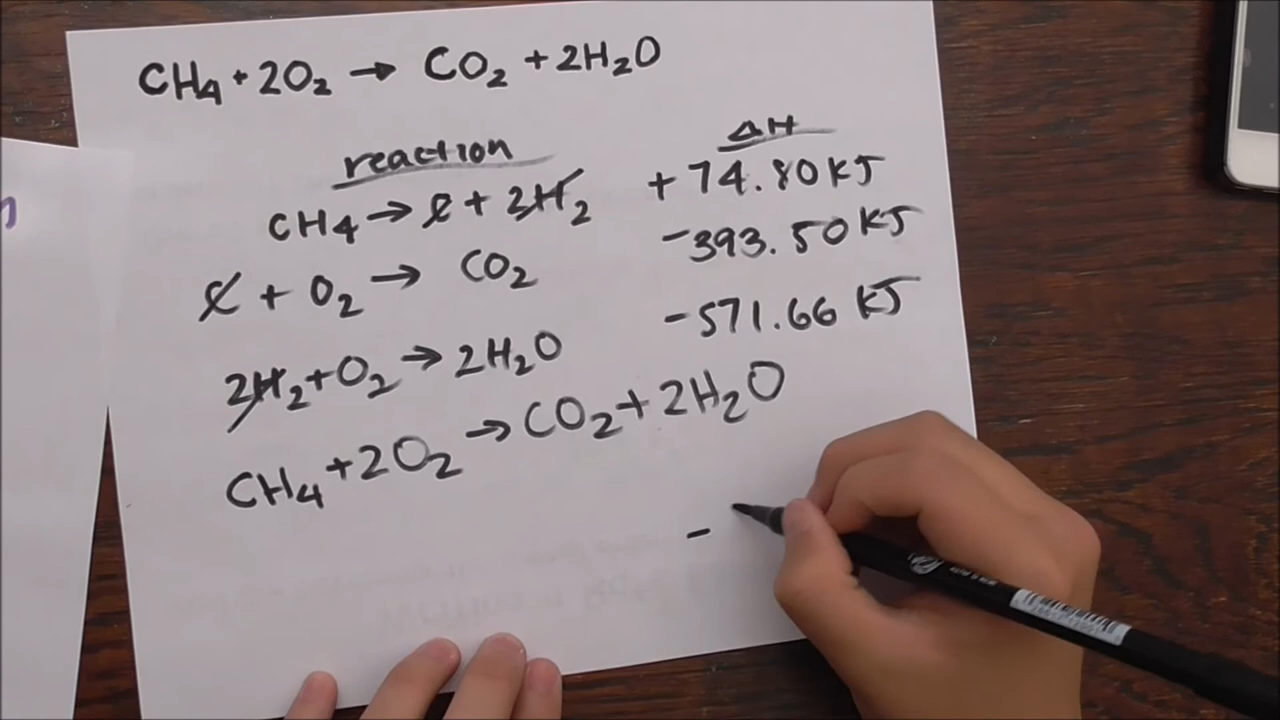 CH4 + 2O2 → CO2 + 2H2O
reaction ΔH
CH4 → C + 2H2 +74.80 KJ
C + O2 → CO2 -393.50 KJ
2H2 + O2 → 2H2O -571.66 KJ
CH4 + 2O2 → CO2 + 2H2O
-